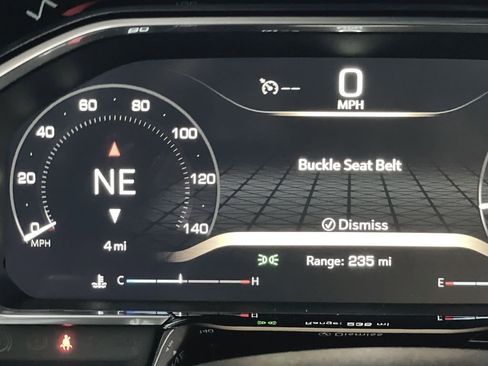 0
MPH
0
20
40
60
80
100
120
140
MPH
NE
4 mi
Buckle Seat Belt
Dismiss
Range: 235 mi
C
H
E